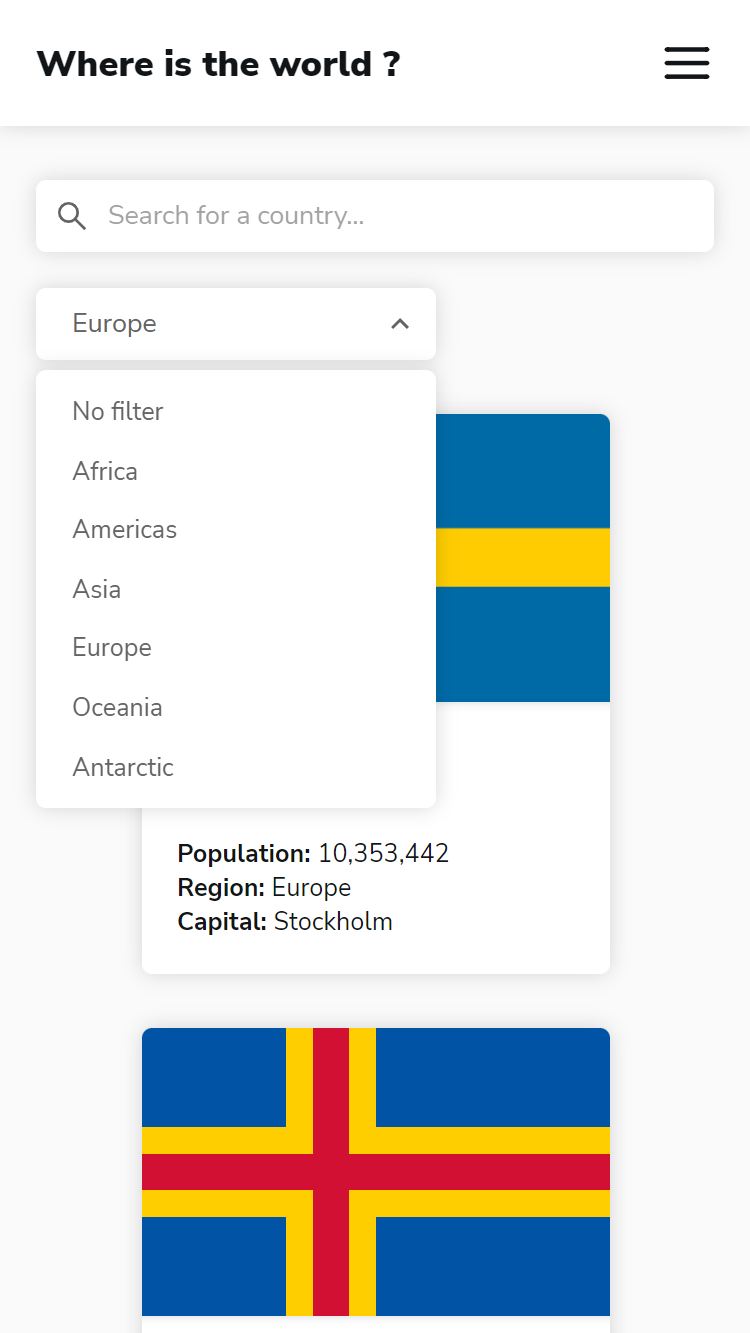 Where is the world ?
Search for a country...
Europe
No filter
Africa
Americas
Asia
Europe
Oceania
Antarctic
Population: 10,353,442
Region: Europe
Capital: Stockholm